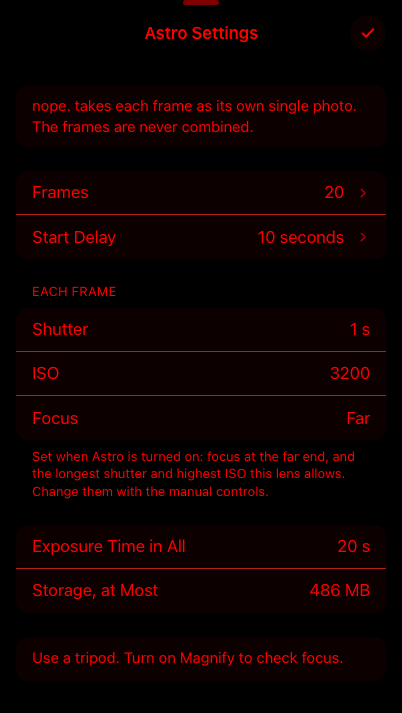 Astro Settings
nope. takes each frame as its own single photo.
The frames are never combined.
Frames 20
Start Delay 10 seconds
EACH FRAME
Shutter 1 s
ISO 3200
Focus Far
Set when Astro is turned on: focus at the far end, and
the longest shutter and highest ISO this lens allows.
Change them with the manual controls.
Exposure Time in All 20 s
Storage, at Most 486 MB
Use a tripod. Turn on Magnify to check focus.